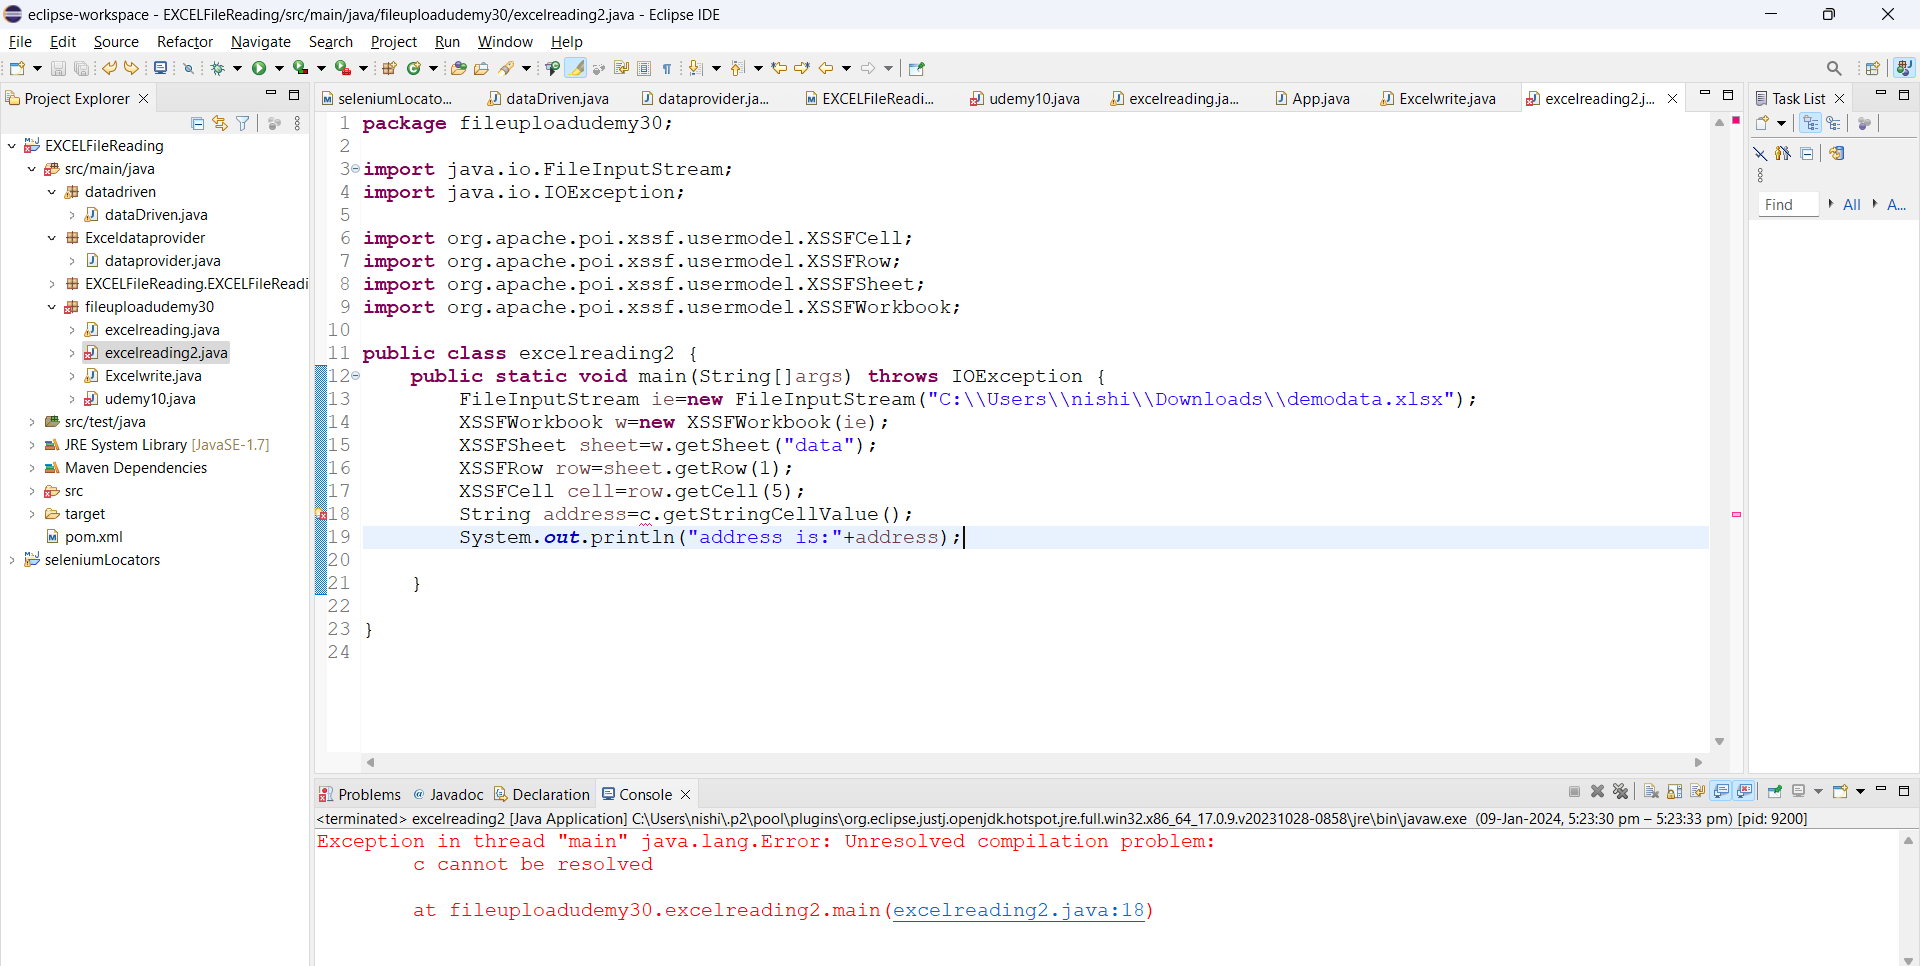 eclipse-workspace - EXCELFileReading/src/main/java/fileuploadudemy30/excelreading2.java - Eclipse IDE
File Edit Source Refactor Navigate Search Project Run Window Help
Project Explorer
EXCELFileReading
src/main/java
datadriven
dataDriven.java
Exceldataprovider
dataprovider.java
EXCELFileReading.EXCELFileReadi
fileuploadudemy30
excelreading.java
excelreading2.java
Excelwrite.java
udemy10.java
src/test/java
JRE System Library [JavaSE-1.7]
Maven Dependencies
src
target
pom.xml
seleniumLocators
seleniumLocato... dataDriven.java dataprovider.ja... EXCELFileReadi... udemy10.java excelreading.ja... App.java Excelwrite.java excelreading2.j...
1 package fileuploadudemy30;
2
3 import java.io.FileInputStream;
4 import java.io.IOException;
5
6 import org.apache.poi.xssf.usermodel.XSSFCell;
7 import org.apache.poi.xssf.usermodel.XSSFRow;
8 import org.apache.poi.xssf.usermodel.XSSFSheet;
9 import org.apache.poi.xssf.usermodel.XSSFWorkbook;
10
11 public class excelreading2 {
12 public static void main(String[]args) throws IOException {
13 FileInputStream ie=new FileInputStream("C:\\Users\\nishi\\Downloads\\demodata.xlsx");
14 XSSFWorkbook w=new XSSFWorkbook(ie);
15 XSSFSheet sheet=w.getSheet("data");
16 XSSFRow row=sheet.getRow(1);
17 XSSFCell cell=row.getCell(5);
18 String address=c.getStringCellValue();
19 System.out.println("address is:"+address);
20
21 }
22
23 }
24
Task List
Find All A...
Problems @ Javadoc Declaration Console
<terminated> excelreading2 [Java Application] C:\Users\nishi\.p2\pool\plugins\org.eclipse.justj.openjdk.hotspot.jre.full.win32.x86_64_17.0.9.v20231028-0858\jre\bin\javaw.exe (09-Jan-2024, 5:23:30 pm – 5:23:33 pm) [pid: 9200]
Exception in thread "main" java.lang.Error: Unresolved compilation problem:
c cannot be resolved
at fileuploadudemy30.excelreading2.main(excelreading2.java:18)